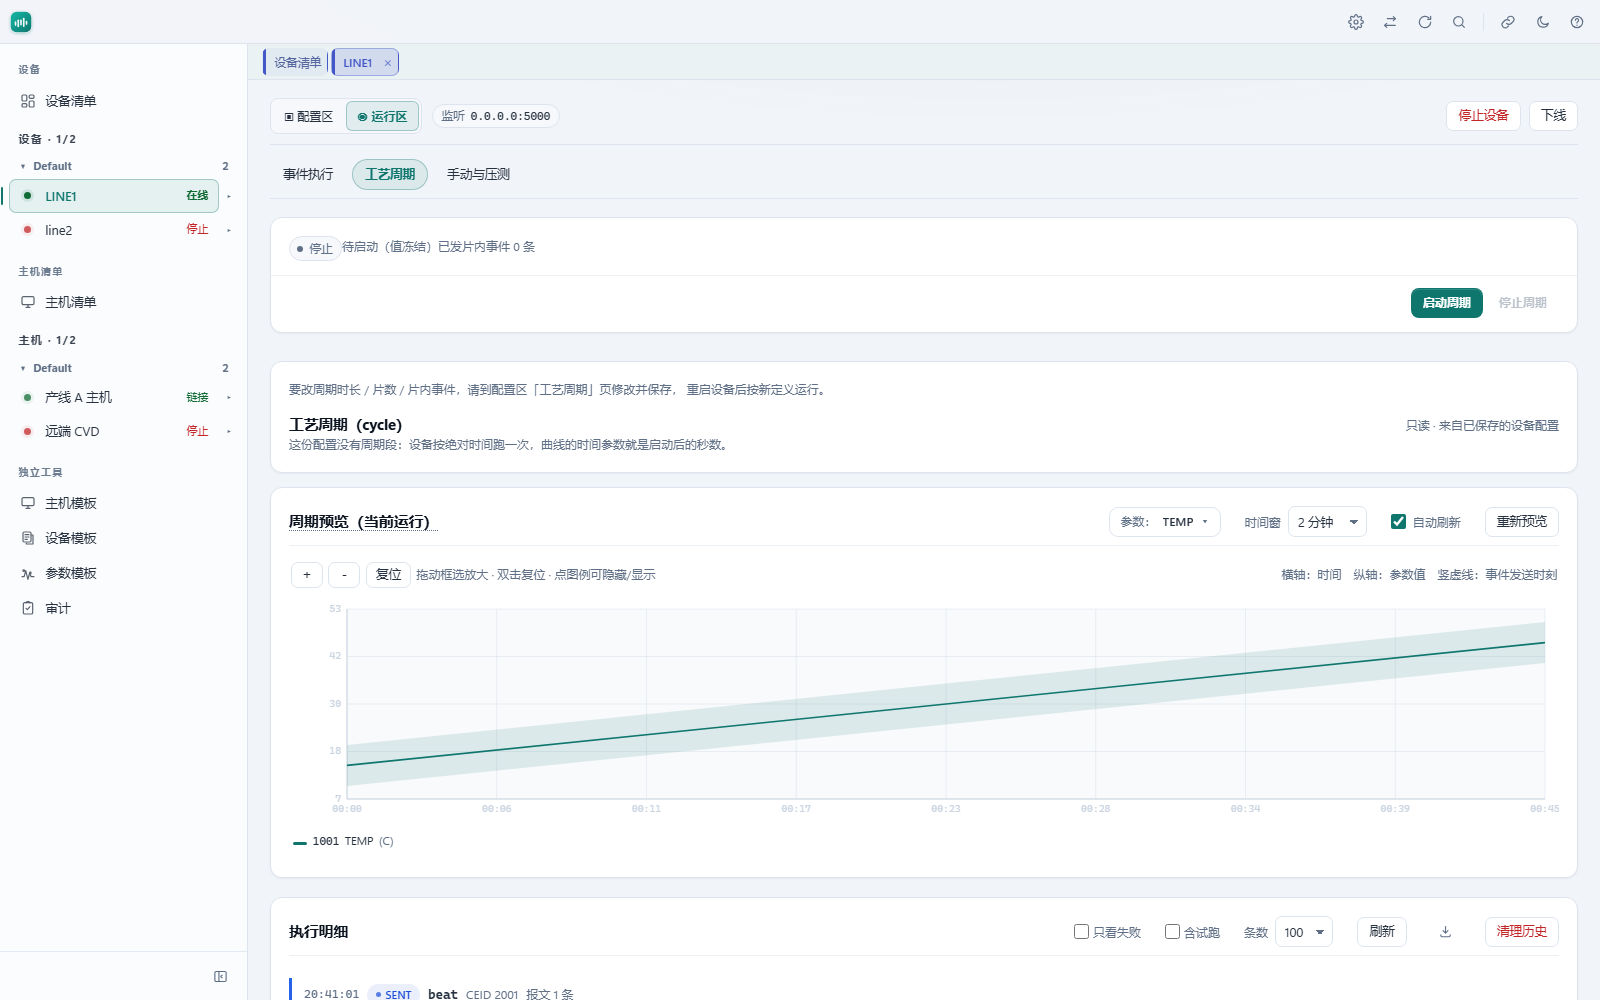 设备清单 LINE1 ×
设备
设备清单
设备 · 1/2
Default 2
LINE1 在线
line2 停止
主机清单
主机清单
主机 · 1/2
Default 2
产线 A 主机 链接
远端 CVD 停止
独立工具
主机模板
设备模板
参数模板
审计
配置区 运行区 监听 0.0.0.0:5000 停止设备 下线
事件执行 工艺周期 手动与压测
停止 待启动（值冻结）已发片内事件 0 条
启动周期 停止周期
要改周期时长 / 片数 / 片内事件，请到配置区「工艺周期」页修改并保存， 重启设备后按新定义运行。
工艺周期（cycle） 只读 · 来自已保存的设备配置
这份配置没有周期段：设备按绝对时间跑一次，曲线的时间参数就是启动后的秒数。
周期预览（当前运行） 参数： TEMP 时间窗 2 分钟 自动刷新 重新预览
+ - 复位 拖动框选放大 · 双击复位 · 点图例可隐藏/显示 横轴：时间 纵轴：参数值 竖虚线：事件发送时刻
53
42
30
18
7
00:00 00:06 00:11 00:17 00:23 00:28 00:34 00:39 00:45
1001 TEMP (C)
执行明细 只看失败 含试跑 条数 100 刷新 清理历史
20:41:01 SENT beat CEID 2001 报文 1 条